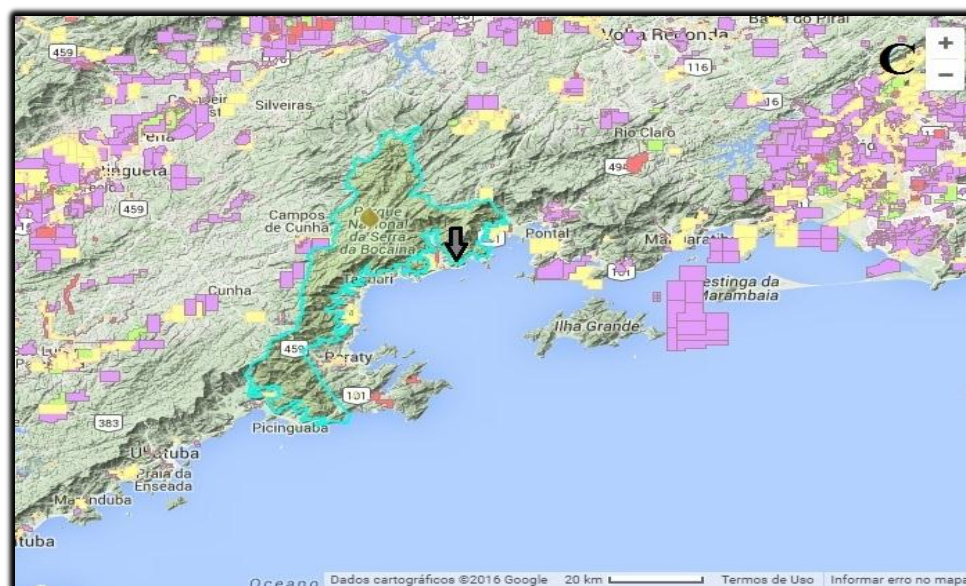 459
Volta Redonda
Barra do Piraí
C
+
−
116
116
Silveiras
Rio Claro
494
459
Campos
de Cunha
Parque
Nacional
da Serra
da Bocaina
Pontal
Mangaratiba
101
Tarituba
Cunha
Restinga da
Marambaia
Ilha Grande
459
Paraty
101
383
Picinguaba
Ubatuba
Praia da
Enseada
Maranduba
Oceano
Dados cartográficos ©2016 Google
20 km
Termos de Uso
Informar erro no mapa